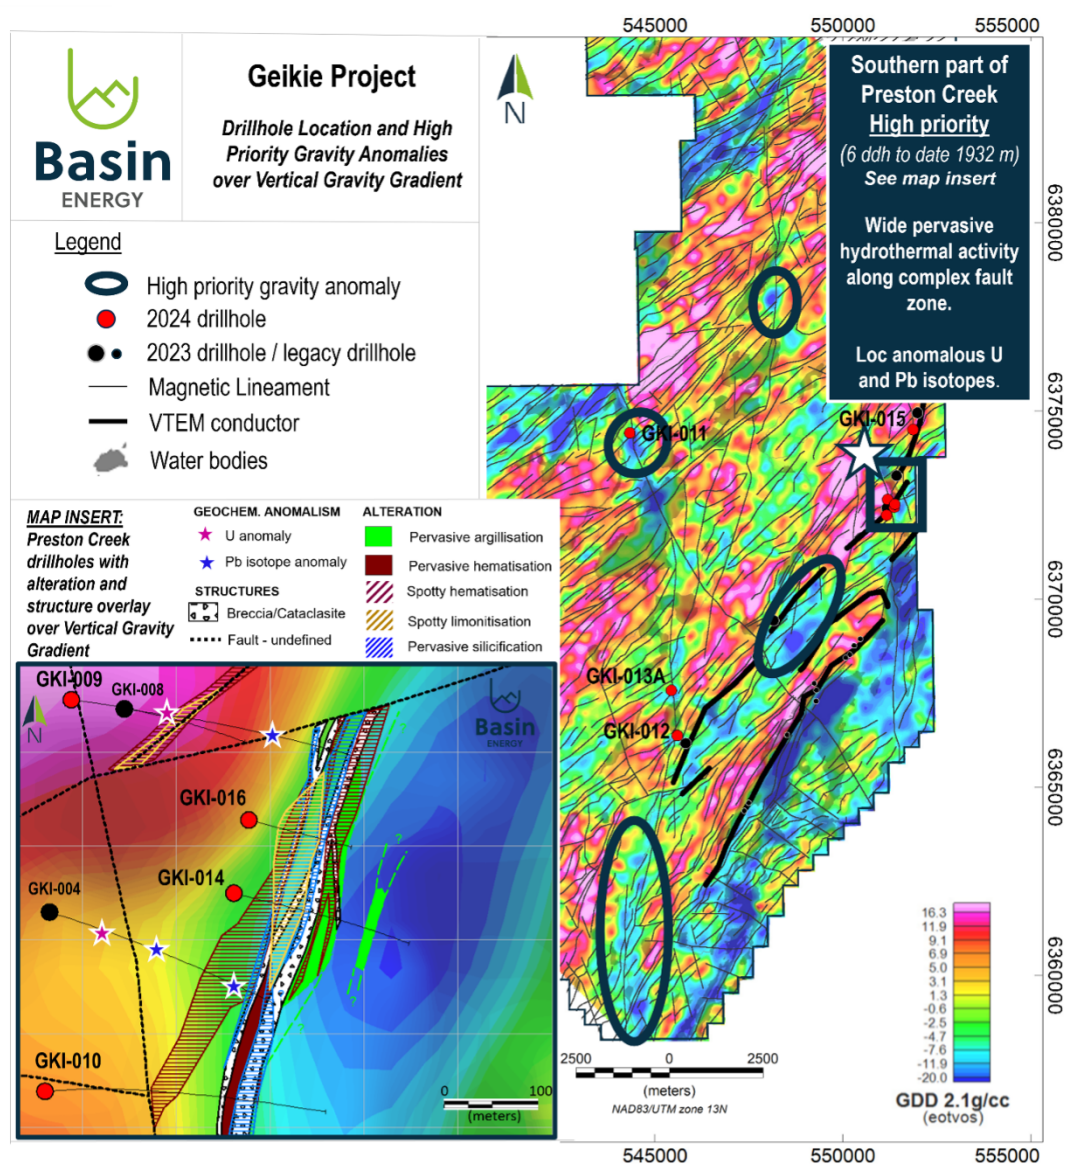 Basin
ENERGY
Geikie Project
Drillhole Location and High
Priority Gravity Anomalies
over Vertical Gravity Gradient
Legend
High priority gravity anomaly
2024 drillhole
2023 drillhole / legacy drillhole
Magnetic Lineament
VTEM conductor
Water bodies
MAP INSERT:
Preston Creek
drillholes with
alteration and
structure overlay
over Vertical Gravity
Gradient
GEOCHEM. ANOMALISM
U anomaly
Pb isotope anomaly
STRUCTURES
Breccia/Cataclasite
Fault - undefined
ALTERATION
Pervasive argillisation
Pervasive hematisation
Spotty hematisation
Spotty limonitisation
Pervasive silicification
GKI-009
GKI-008
N
Basin
ENERGY
GKI-016
GKI-014
GKI-004
GKI-010
?
?
?
?
0 100
(meters)
545000 550000 555000
N
Southern part of
Preston Creek
High priority
(6 ddh to date 1932 m)
See map insert
Wide pervasive
hydrothermal activity
along complex fault
zone.
Loc anomalous U
and Pb isotopes.
6380000
6375000
6370000
6365000
6360000
GKI-015
GKI-011
GKI-013A
GKI-012
2500 0 2500
(meters)
NAD83/UTM zone 13N
16.3
11.9
9.1
6.9
5.0
3.1
1.3
-0.6
-2.5
-4.7
-7.6
-11.9
-20.0
GDD 2.1g/cc
(eotvos)
545000 550000 555000